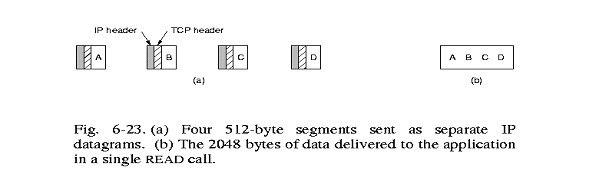 IP header TCP header
A B C D A B C D
(a) (b)
Fig. 6-23. (a) Four 512-byte segments sent as separate IP
datagrams. (b) The 2048 bytes of data delivered to the application
in a single READ call.